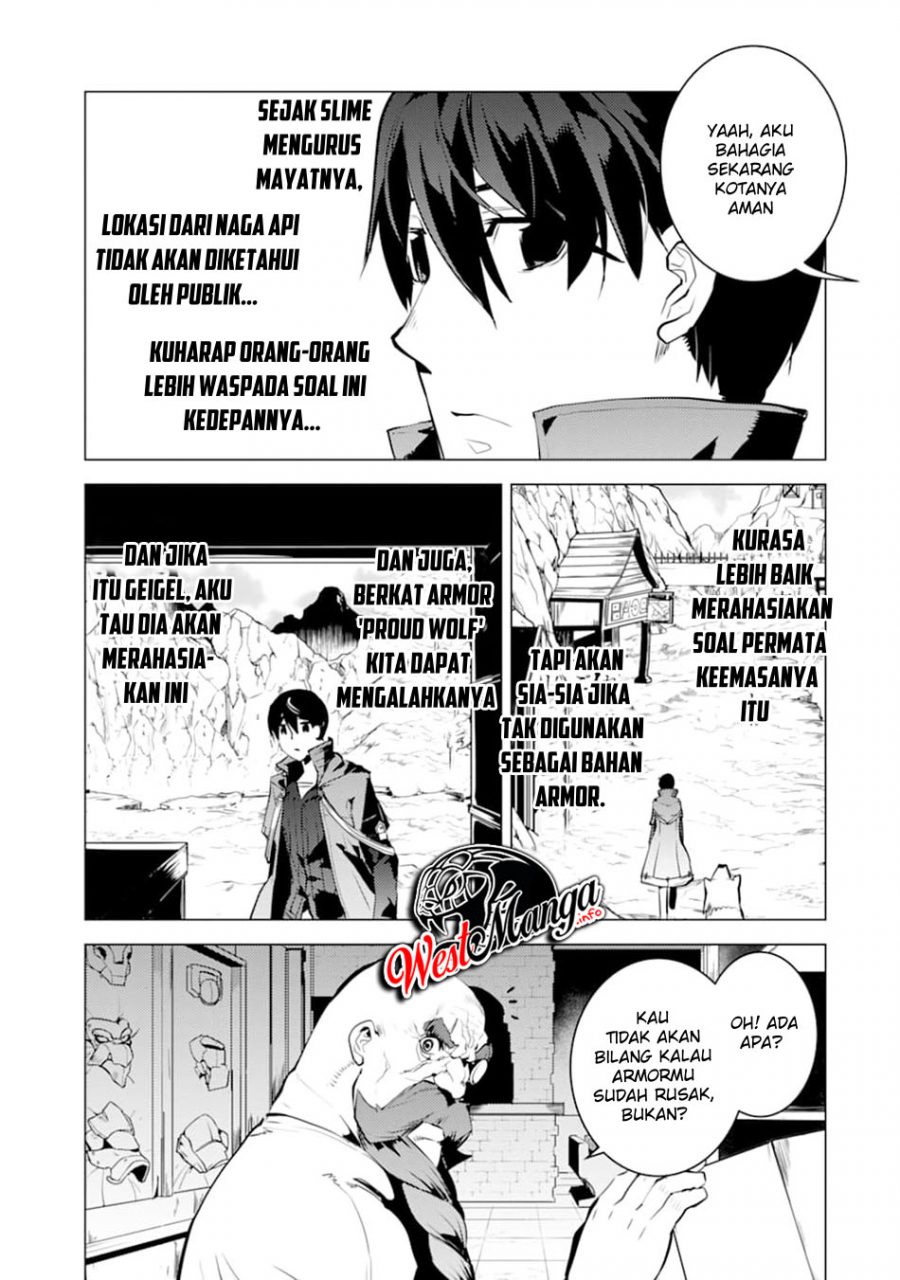 YAAH, AKU
BAHAGIA
SEKARANG
KOTANYA
AMAN
SEJAK SLIME
MENGURUS
MAYATNYA,
LOKASI DARI NAGA API
TIDAK AKAN DIKETAHUI
OLEH PUBLIK...
KUHARAP ORANG-ORANG
LEBIH WASPADA SOAL INI
KEDEPANNYA...
KURASA
LEBIH BAIK
MERAHASIAKAN
SOAL PERMATA
KEEMASANYA
ITU
TAPI AKAN
SIA-SIA JIKA
TAK DIGUNAKAN
SEBAGAI BAHAN
ARMOR.
DAN JUGA,
BERKAT ARMOR
'PROUD WOLF'
KITA DAPAT
MENGALAHKANYA
DAN JIKA
ITU GEIGEL, AKU
TAU DIA AKAN
MERAHASIA-
KAN INI
WestManga
.info
OH! ADA
APA?
KAU
TIDAK AKAN
BILANG KALAU
ARMORMU
SUDAH RUSAK,
BUKAN?